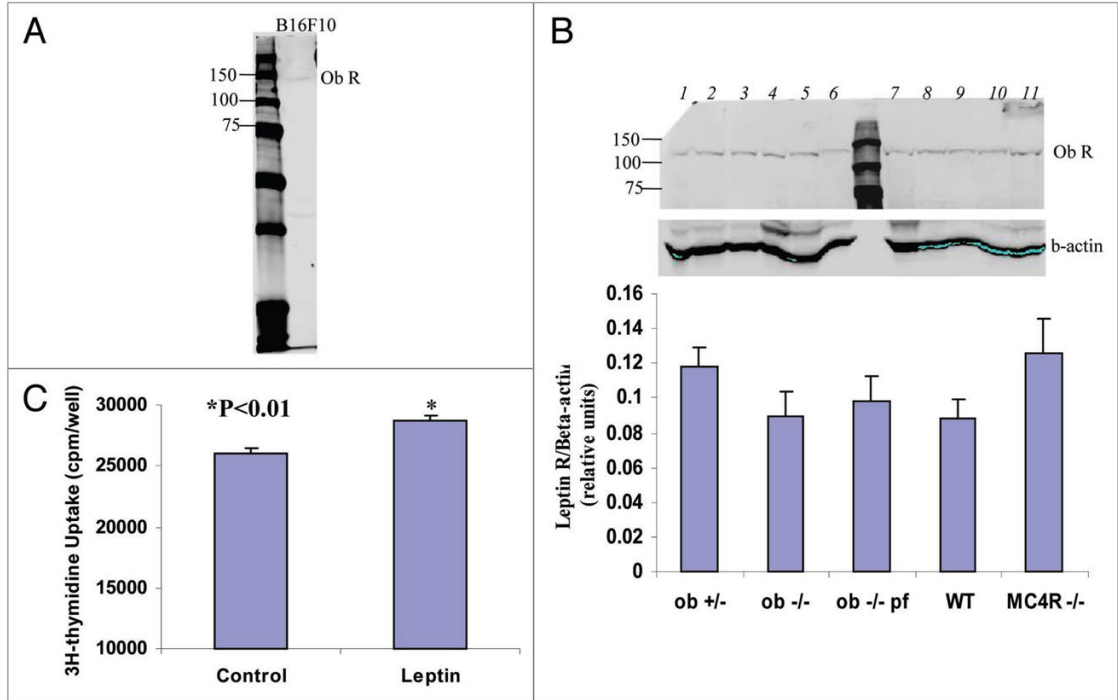 A
B16F10
150
Ob R
100
75
B
1 2 3 4 5 6 7 8 9 10 11
150
100
75
Ob R
b-actin
0.16
0.14
0.12
0.1
0.08
0.06
0.04
0.02
0
Leptin R/Beta-actin
(relative units)
ob +/- ob -/- ob -/- pf WT MC4R -/-
C
3H-thymidine Uptake (cpm/well)
30000
25000
20000
15000
10000
*P<0.01
*
Control Leptin